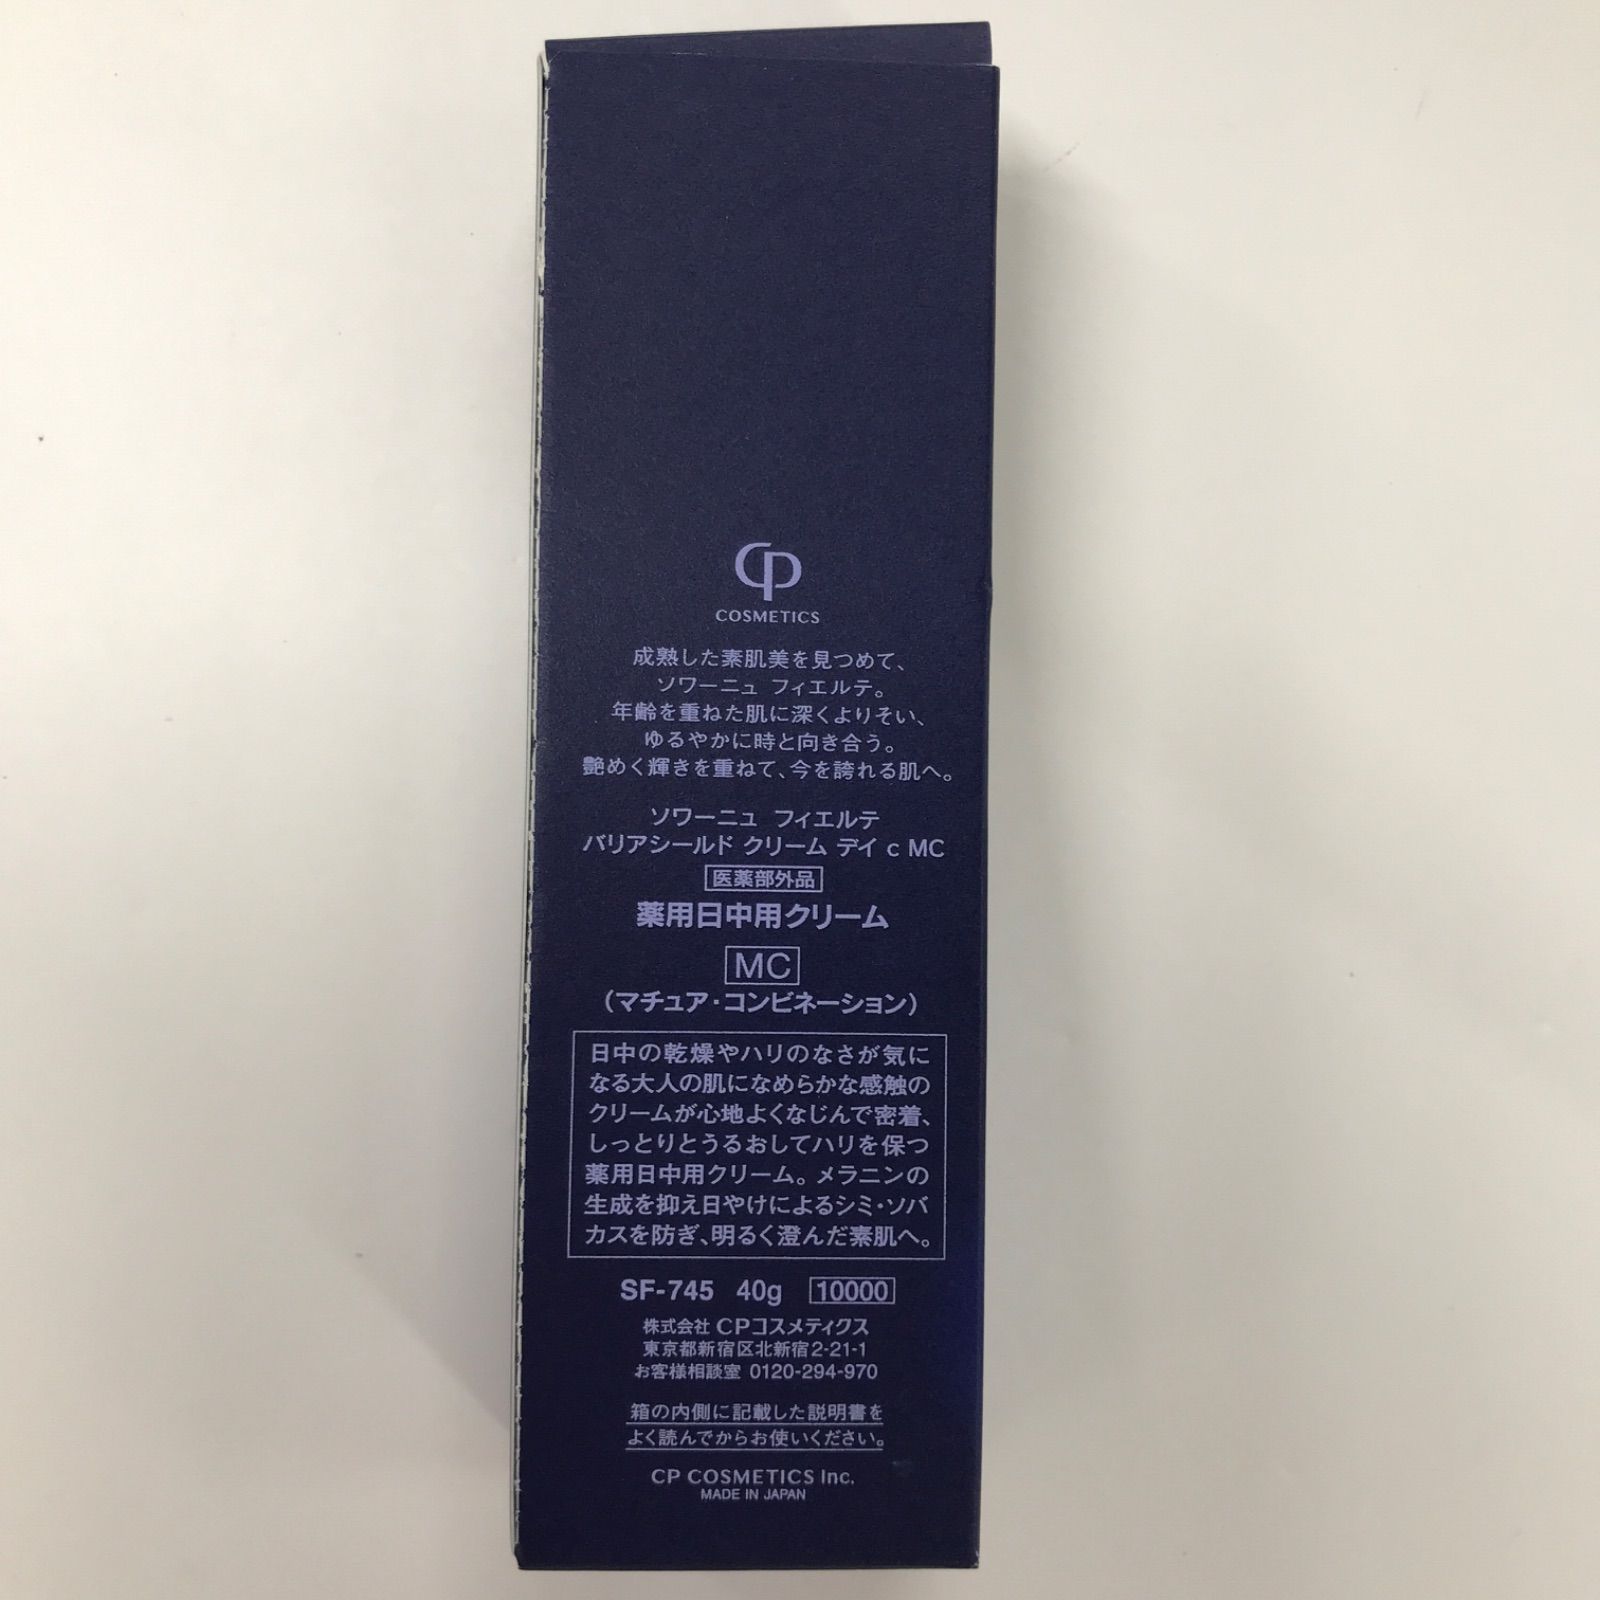 CP
COSMETICS
成熟した素肌美を見つめて、
ソワーニュ フィエルテ。
年齢を重ねた肌に深くよりそい、
ゆるやかに時と向き合う。
艶めく輝きを重ねて、今を誇れる肌へ。
ソワーニュ フィエルテ
バリアシールド クリーム デイ c MC
医薬部外品
薬用日中用クリーム
MC
(マチュア・コンビネーション)
日中の乾燥やハリのなさが気に
なる大人の肌になめらかな感触の
クリームが心地よくなじんで密着、
しっとりとうるおしてハリを保つ
薬用日中用クリーム。メラニンの
生成を抑え日やけによるシミ・ソバ
カスを防ぎ、明るく澄んだ素肌へ。
SF-745 40g 10000
株式会社 CPコスメティクス
東京都新宿区北新宿2-21-1
お客様相談室 0120-294-970
箱の内側に記載した説明書を
よく読んでからお使いください。
CP COSMETICS Inc.
MADE IN JAPAN